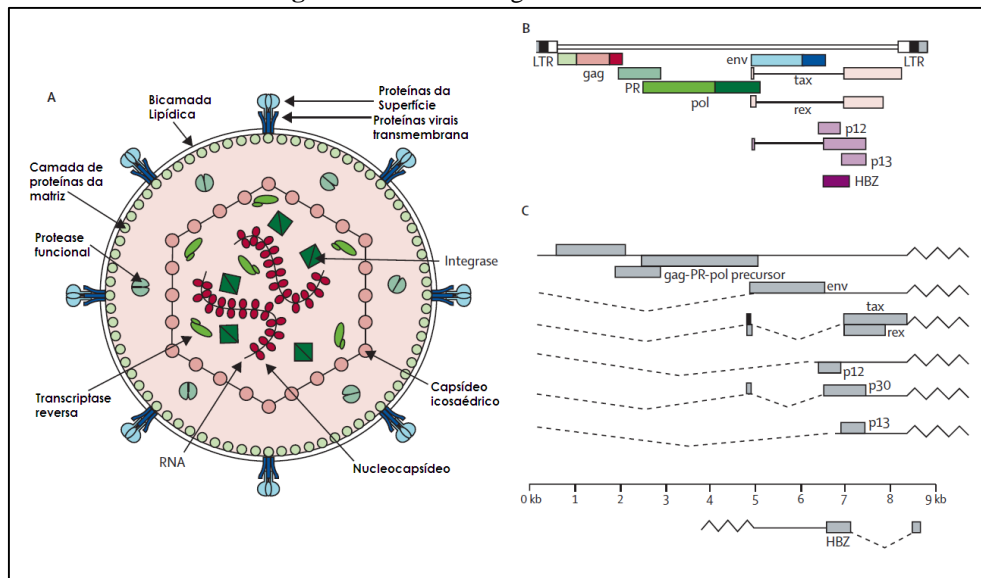 A
Bicamada
Lipídica
Proteínas da
Superfície
Proteínas virais
transmembrana
Camada de
proteínas da
matriz
Protease
funcional
Integrase
Transcriptase
reversa
RNA
Nucleocapsídeo
Capsídeo
icosaédrico
B
LTR
LTR
gag
env
tax
PR
pol
rex
p12
p13
HBZ
C
gag-PR-pol precursor
env
tax
rex
p12
p30
p13
0 kb 1 2 3 4 5 6 7 8 9 kb
HBZ